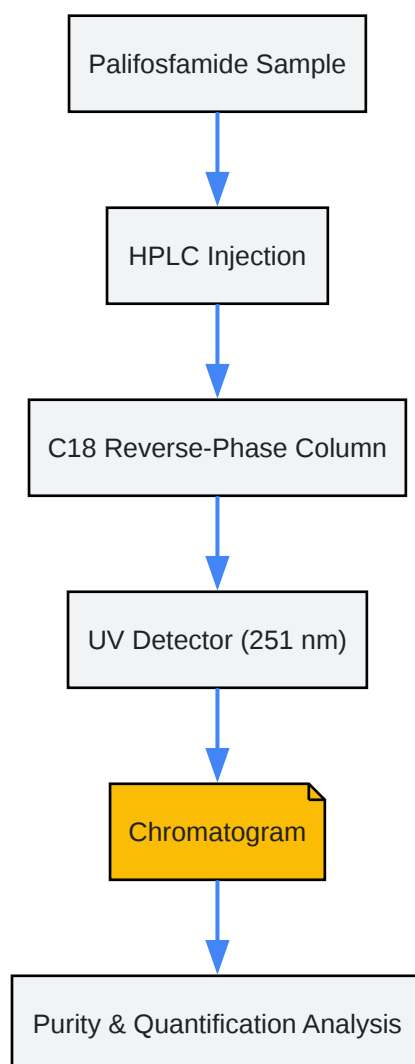 Palifosfamide Sample
HPLC Injection
C18 Reverse-Phase Column
UV Detector (251 nm)
Chromatogram
Purity & Quantification Analysis